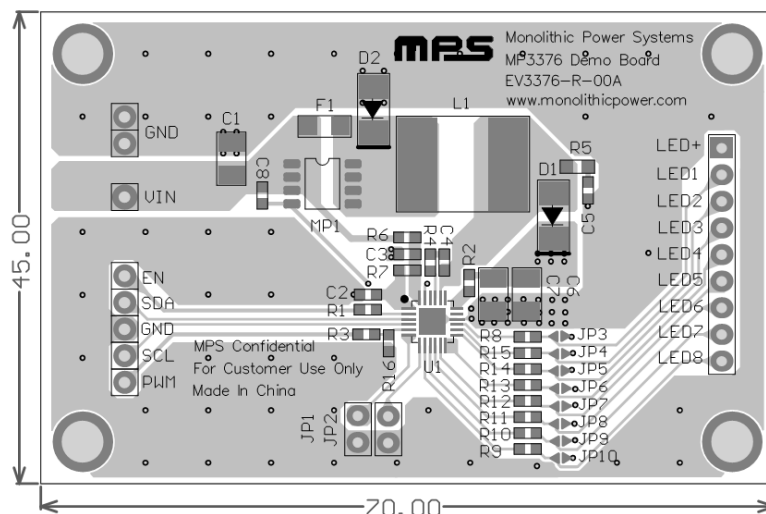 mps
Monolithic Power Systems
MP3376 Demo Board
EV3376-R-00A
www.monolithicpower.com
D2
F1
L1
C1
GND
VIN
C8
MP1
R5
D1
C5
LED+
LED1
LED2
LED3
LED4
LED5
LED6
LED7
LED8
R6
C3
R7
R4
C4
R2
C7
C6
EN
SDA
GND
SCL
PWM
C2
R1
R3
R16
U1
MPS Confidential
For Customer Use Only
Made In China
JP1
JP2
R8
R15
R14
R13
R12
R11
R10
R9
JP3
JP4
JP5
JP6
JP7
JP8
JP9
JP10
45.00
70.00